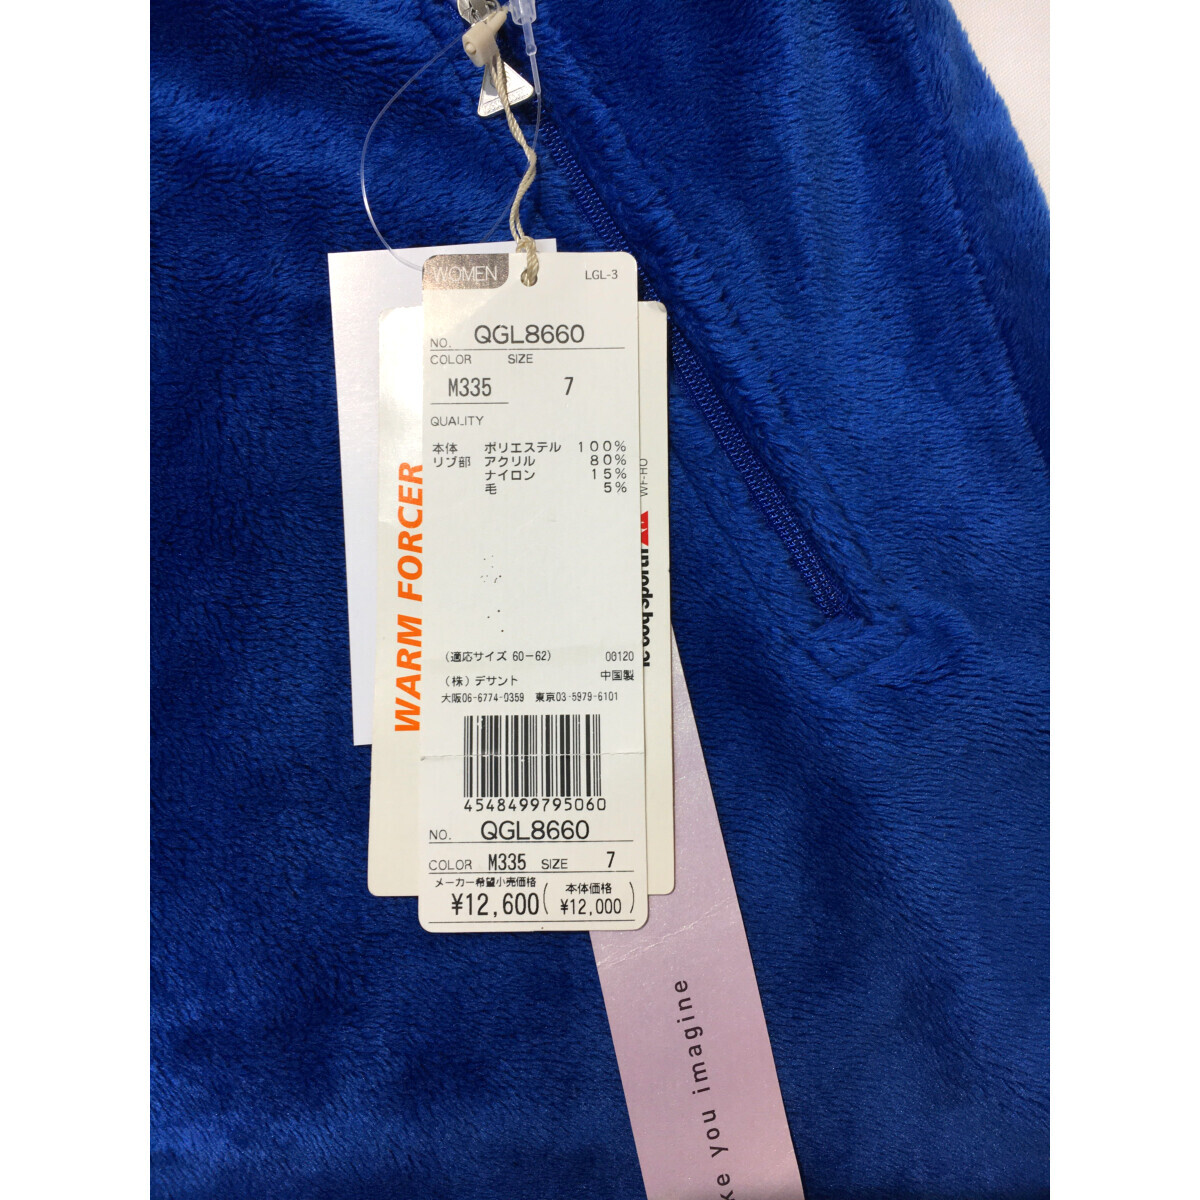 WOMEN
LGL-3
NO. QGL8660
COLOR SIZE
M335 7
QUALITY
本体 ポリエステル 100%
リブ部 アクリル 80%
ナイロン 15%
毛 5%
(適応サイズ 60-62) 08120
(株)デサント 中国製
大阪06-6774-0359 東京03-5979-6101
4548499795060
NO. QGL8660
COLOR M335 SIZE 7
メーカー希望小売価格 本体価格
¥12,600 (¥12,000)
WARM FORCER
WF-HO
you imagine